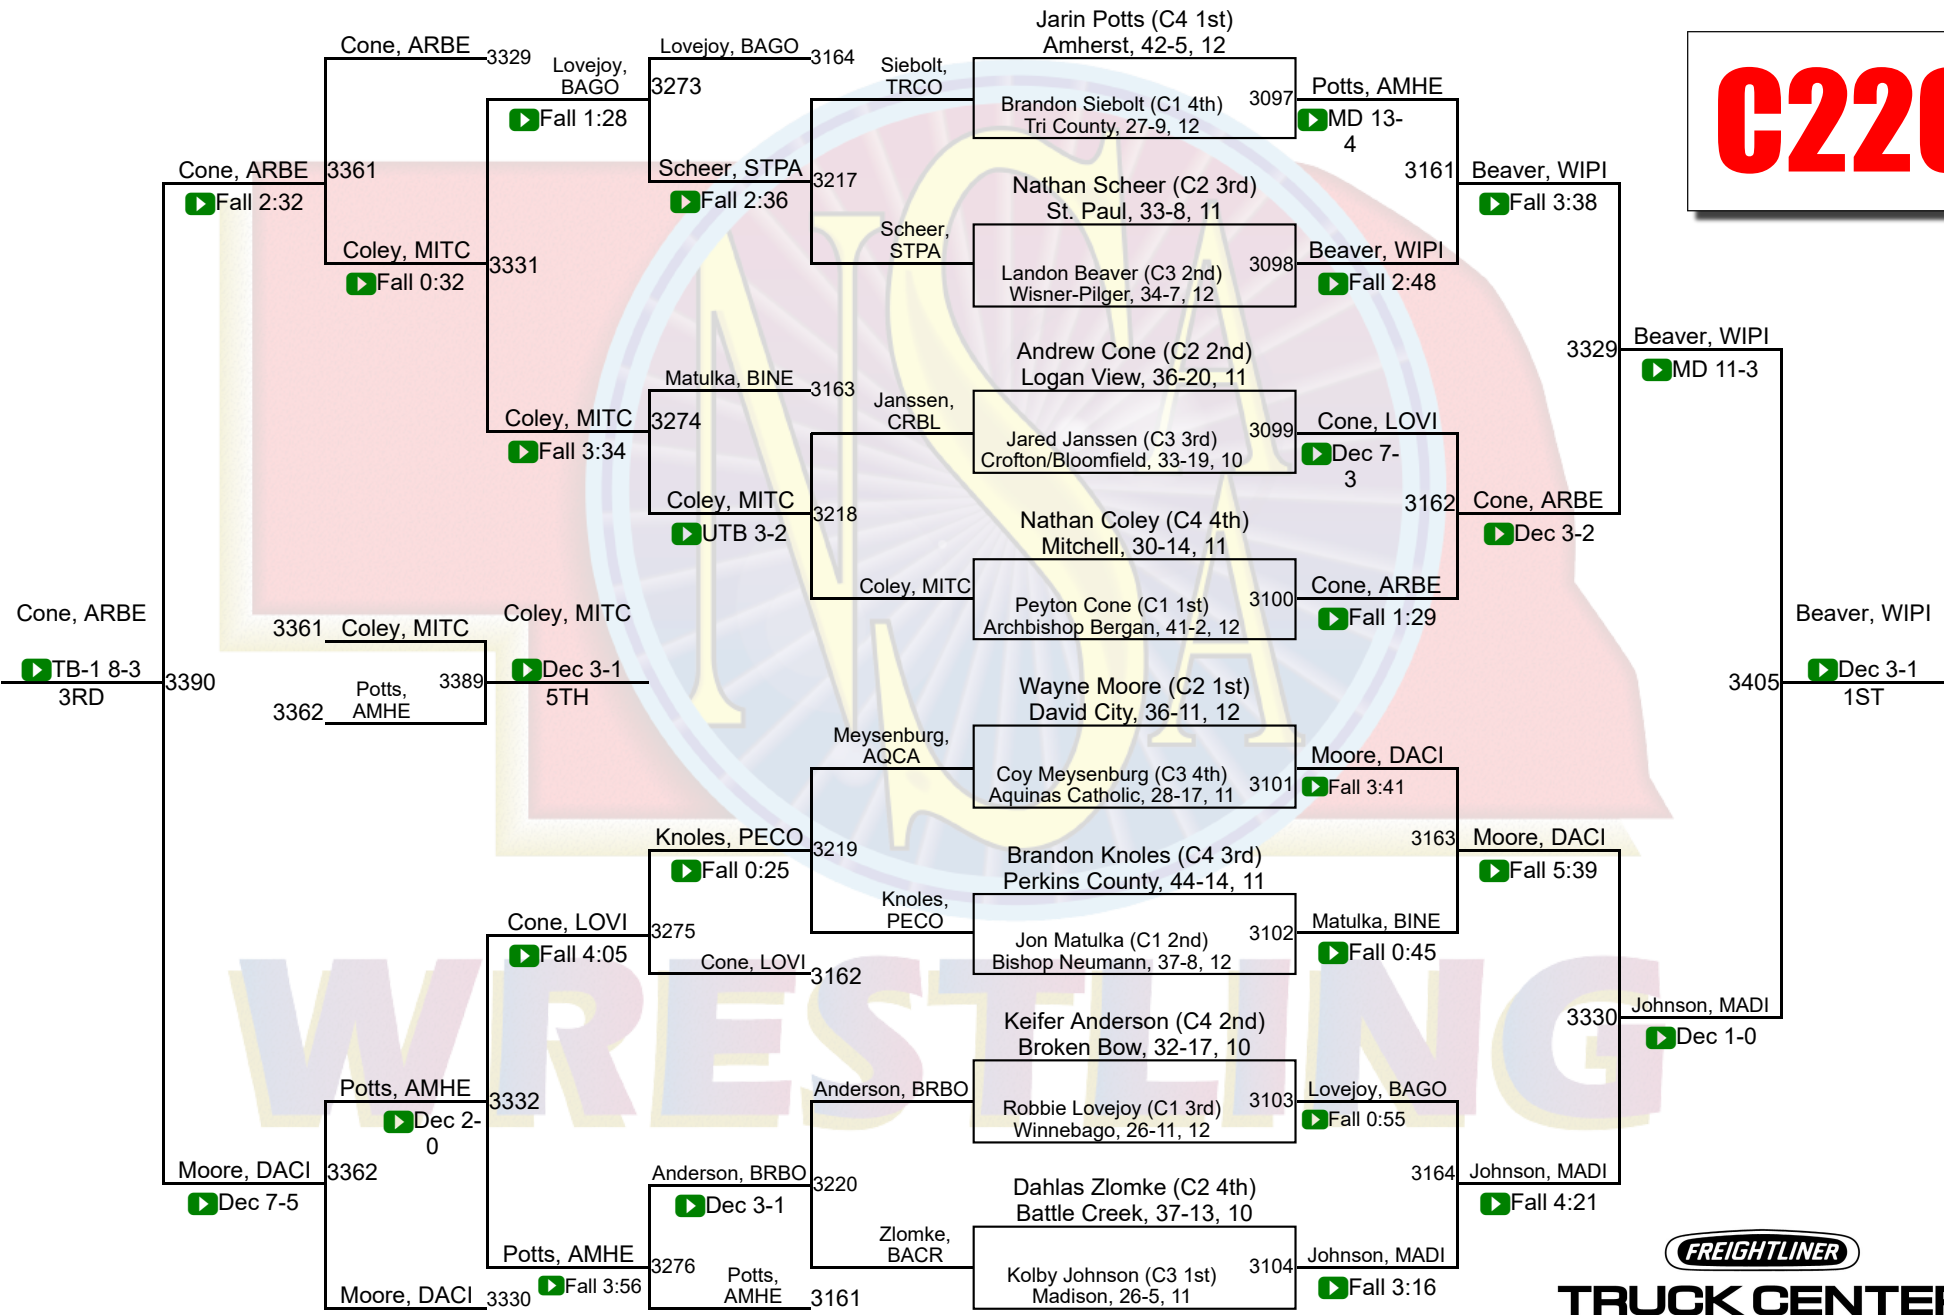 Cone, ARBE
TB-1 8-3
3RD
3390
Cone, ARBE
Fall 2:32
3361
Cone, ARBE
3329
Coley, MITC
Fall 0:32
3331
Lovejoy,
BAGO
Fall 1:28
3273
Lovejoy, BAGO
3164
Scheer, STPA
Fall 2:36
3217
Siebolt,
TRCO
Scheer,
STPA
Coley, MITC
Fall 3:34
3274
Matulka, BINE
3163
Coley, MITC
UTB 3-2
3218
Janssen,
CRBL
Coley, MITC
3361
Coley, MITC
3362
Potts,
AMHE
3389
Coley, MITC
Dec 3-1
5TH
Moore, DACI
Dec 7-5
3362
Potts, AMHE
Dec 2-
0
3332
Moore, DACI
3330
Cone, LOVI
Fall 4:05
3275
Knoles, PECO
Fall 0:25
3219
Meysenburg,
AQCA
Knoles,
PECO
Cone, LOVI
3162
Potts, AMHE
Fall 3:56
3276
Anderson, BRBO
Dec 3-1
3220
Anderson, BRBO
Zlomke,
BACR
Potts,
AMHE
3161
Jarin Potts (C4 1st)
Amherst, 42-5, 12
Brandon Siebolt (C1 4th)
Tri County, 27-9, 12
3097
Nathan Scheer (C2 3rd)
St. Paul, 33-8, 11
Landon Beaver (C3 2nd)
Wisner-Pilger, 34-7, 12
3098
Andrew Cone (C2 2nd)
Logan View, 36-20, 11
Jared Janssen (C3 3rd)
Crofton/Bloomfield, 33-19, 10
3099
Nathan Coley (C4 4th)
Mitchell, 30-14, 11
Peyton Cone (C1 1st)
Archbishop Bergan, 41-2, 12
3100
Wayne Moore (C2 1st)
David City, 36-11, 12
Coy Meysenburg (C3 4th)
Aquinas Catholic, 28-17, 11
3101
Brandon Knoles (C4 3rd)
Perkins County, 44-14, 11
Jon Matulka (C1 2nd)
Bishop Neumann, 37-8, 12
3102
Keifer Anderson (C4 2nd)
Broken Bow, 32-17, 10
Robbie Lovejoy (C1 3rd)
Winnebago, 26-11, 12
3103
Dahlas Zlomke (C2 4th)
Battle Creek, 37-13, 10
Kolby Johnson (C3 1st)
Madison, 26-5, 11
3104
Potts, AMHE
MD 13-
4
3161
Beaver, WIPI
Fall 2:48
Cone, LOVI
Dec 7-
3
3162
Cone, ARBE
Fall 1:29
Moore, DACI
Fall 3:41
3163
Matulka, BINE
Fall 0:45
Lovejoy, BAGO
Fall 0:55
3164
Johnson, MADI
Fall 3:16
Beaver, WIPI
Fall 3:38
3329
Cone, ARBE
Dec 3-2
Moore, DACI
Fall 5:39
3330
Johnson, MADI
Fall 4:21
Beaver, WIPI
MD 11-3
3405
Johnson, MADI
Dec 1-0
Beaver, WIPI
Dec 3-1
1ST
NSAA
WRESTLING
FREIGHTLINER
TRUCK CENTER